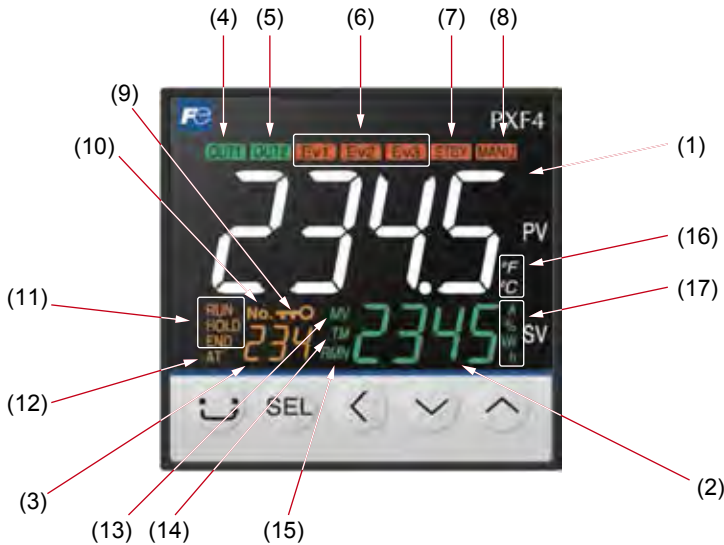 (4) (5) (6) (7) (8)
(9)
(10)
Fe PXF4
OUT1 OUT2 Ev1 Ev2 Ev3 STBY MANU
(1)
234.5
PV
°F
°C
(16)
(11)
(17)
RUN
HOLD
END
AT
No.
234
MV
TM
RMN
2345
A
%
kW
h
SV
(12)
SEL
(3)
(13) (14) (15)
(2)